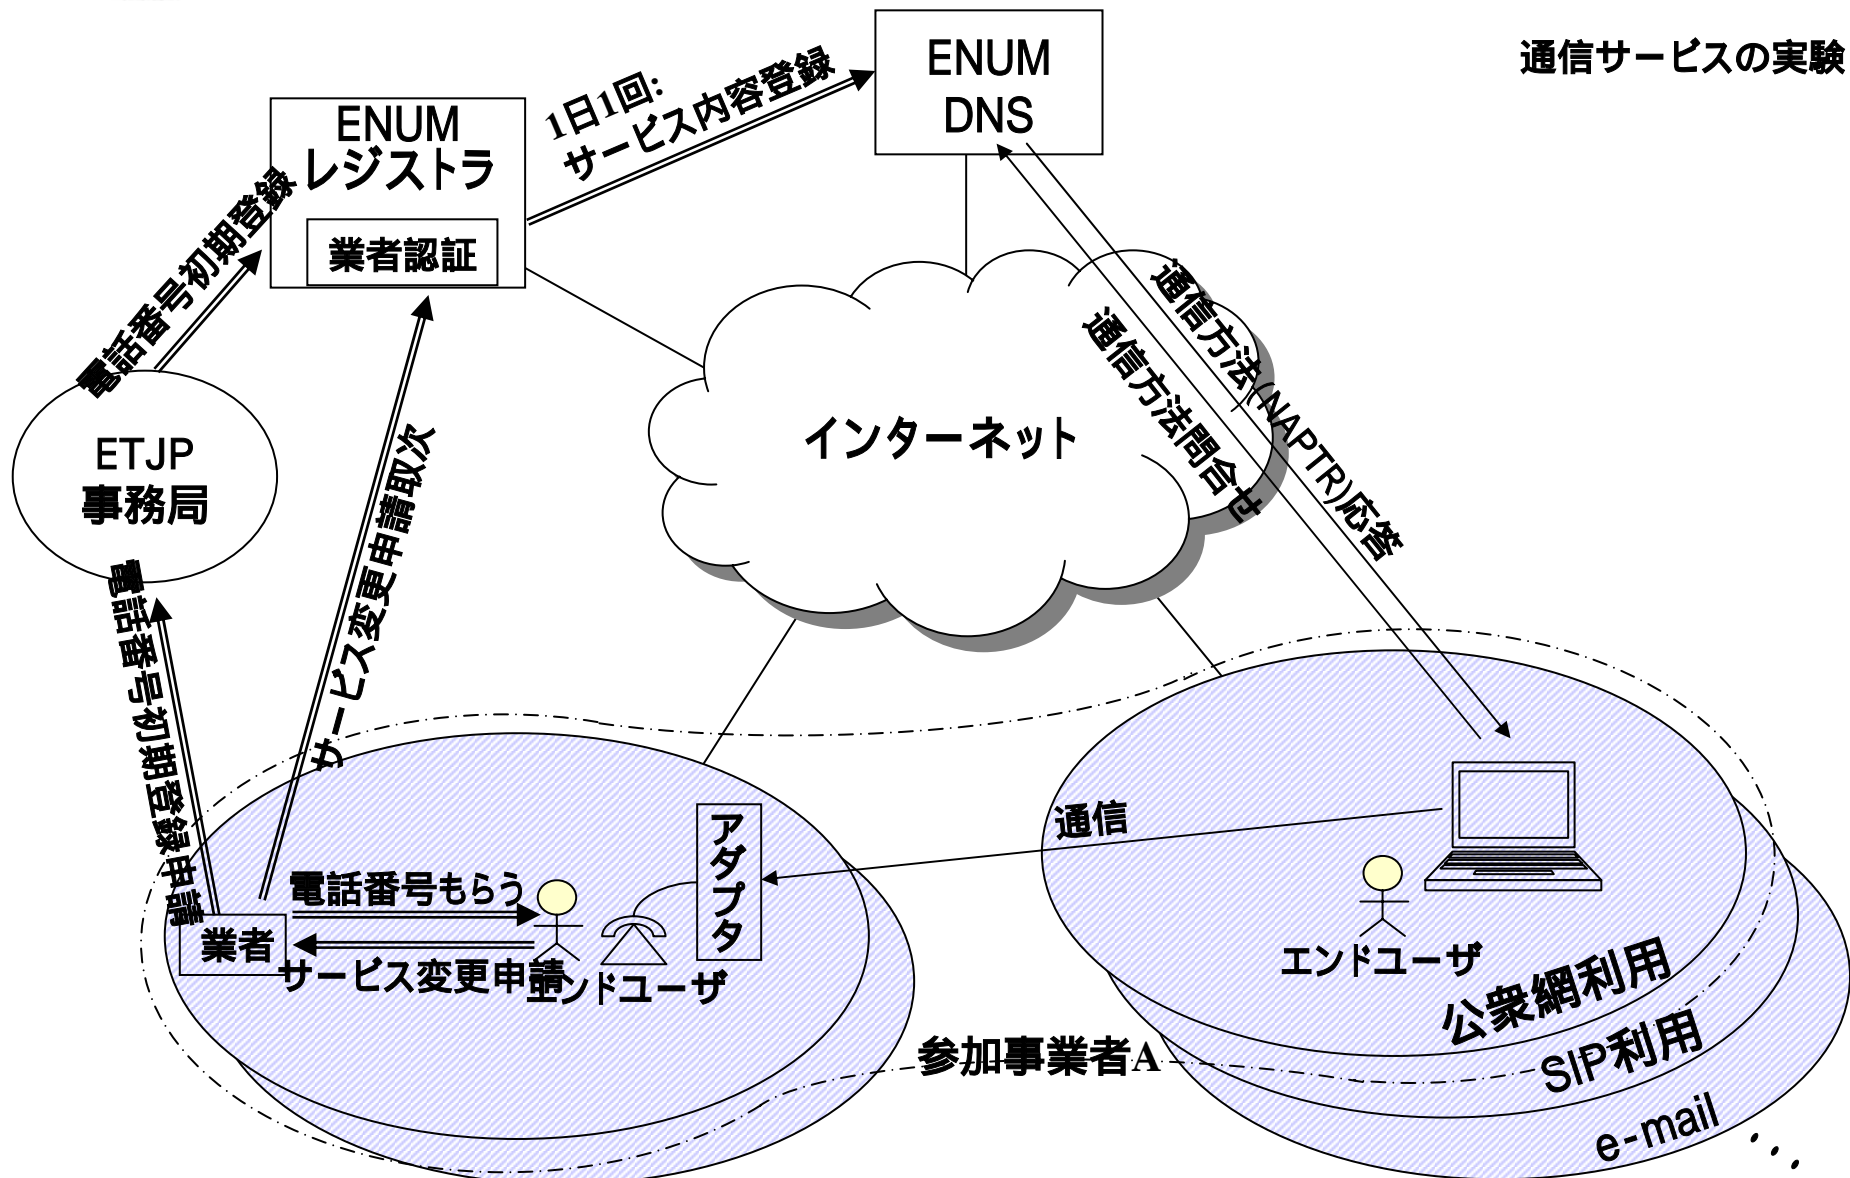 通信サービスの実験
ENUM
DNS
1日1回:
サービス内容登録
ENUM
レジストラ
業者認証
電話番号初期登録
通信方法(NAPTR)応答
通信方法問合せ
インターネット
ETJP
事務局
サービス変更申請取次
電話番号初期登録申請
アダプタ
通信
電話番号もらう
業者
サービス変更申請
エンドユーザ
エンドユーザ
公衆網利用
SIP利用
e-mail
・・・
参加事業者A